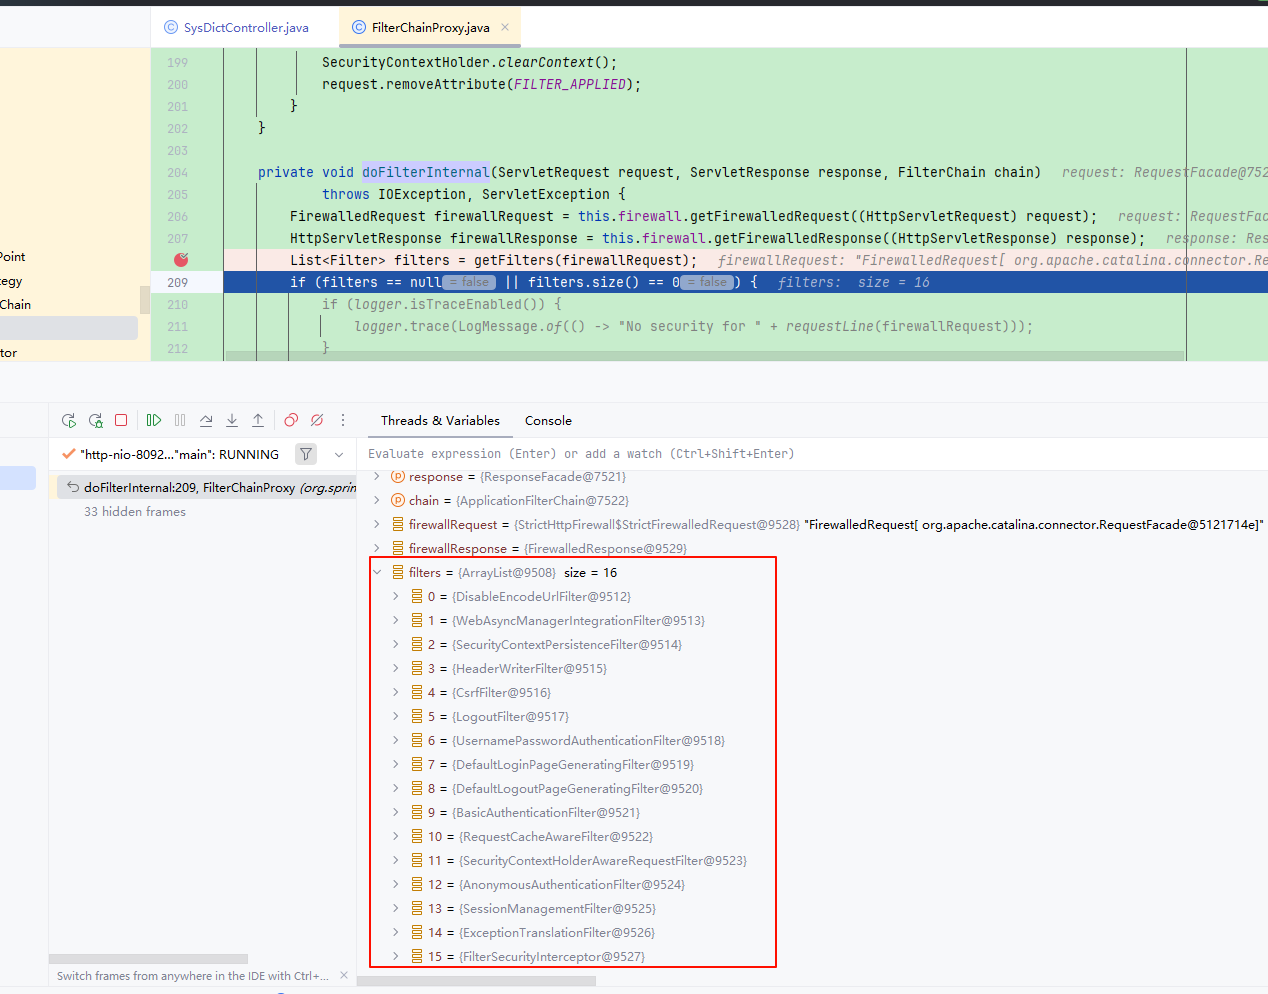 SysDictController.java
FilterChainProxy.java
199 SecurityContextHolder.clearContext();
200 request.removeAttribute(FILTER_APPLIED);
201 }
202 }
203
204 private void doFilterInternal(ServletRequest request, ServletResponse response, FilterChain chain) request: RequestFacade@752
205 throws IOException, ServletException {
206 FirewalledRequest firewallRequest = this.firewall.getFirewalledRequest((HttpServletRequest) request); request: RequestFac
207 HttpServletResponse firewallResponse = this.firewall.getFirewalledResponse((HttpServletResponse) response); response: Res
List<Filter> filters = getFilters(firewallRequest); firewallRequest: "FirewalledRequest[ org.apache.catalina.connector.Re
209 if (filters == null = false || filters.size() == 0 = false ) { filters: size = 16
210 if (logger.isTraceEnabled()) {
211 logger.trace(LogMessage.of(() -> "No security for " + requestLine(firewallRequest)));
212 }
Point
egy
Chain
tor
Threads & Variables
Console
"http-nio-8092..."main": RUNNING
doFilterInternal:209, FilterChainProxy (org.sprin
33 hidden frames
Switch frames from anywhere in the IDE with Ctrl+...
Evaluate expression (Enter) or add a watch (Ctrl+Shift+Enter)
response = {ResponseFacade@7521}
chain = {ApplicationFilterChain@7522}
firewallRequest = {StrictHttpFirewall$StrictFirewalledRequest@9528} "FirewalledRequest[ org.apache.catalina.connector.RequestFacade@5121714e]"
firewallResponse = {FirewalledResponse@9529}
filters = {ArrayList@9508} size = 16
0 = {DisableEncodeUrlFilter@9512}
1 = {WebAsyncManagerIntegrationFilter@9513}
2 = {SecurityContextPersistenceFilter@9514}
3 = {HeaderWriterFilter@9515}
4 = {CsrfFilter@9516}
5 = {LogoutFilter@9517}
6 = {UsernamePasswordAuthenticationFilter@9518}
7 = {DefaultLoginPageGeneratingFilter@9519}
8 = {DefaultLogoutPageGeneratingFilter@9520}
9 = {BasicAuthenticationFilter@9521}
10 = {RequestCacheAwareFilter@9522}
11 = {SecurityContextHolderAwareRequestFilter@9523}
12 = {AnonymousAuthenticationFilter@9524}
13 = {SessionManagementFilter@9525}
14 = {ExceptionTranslationFilter@9526}
15 = {FilterSecurityInterceptor@9527}